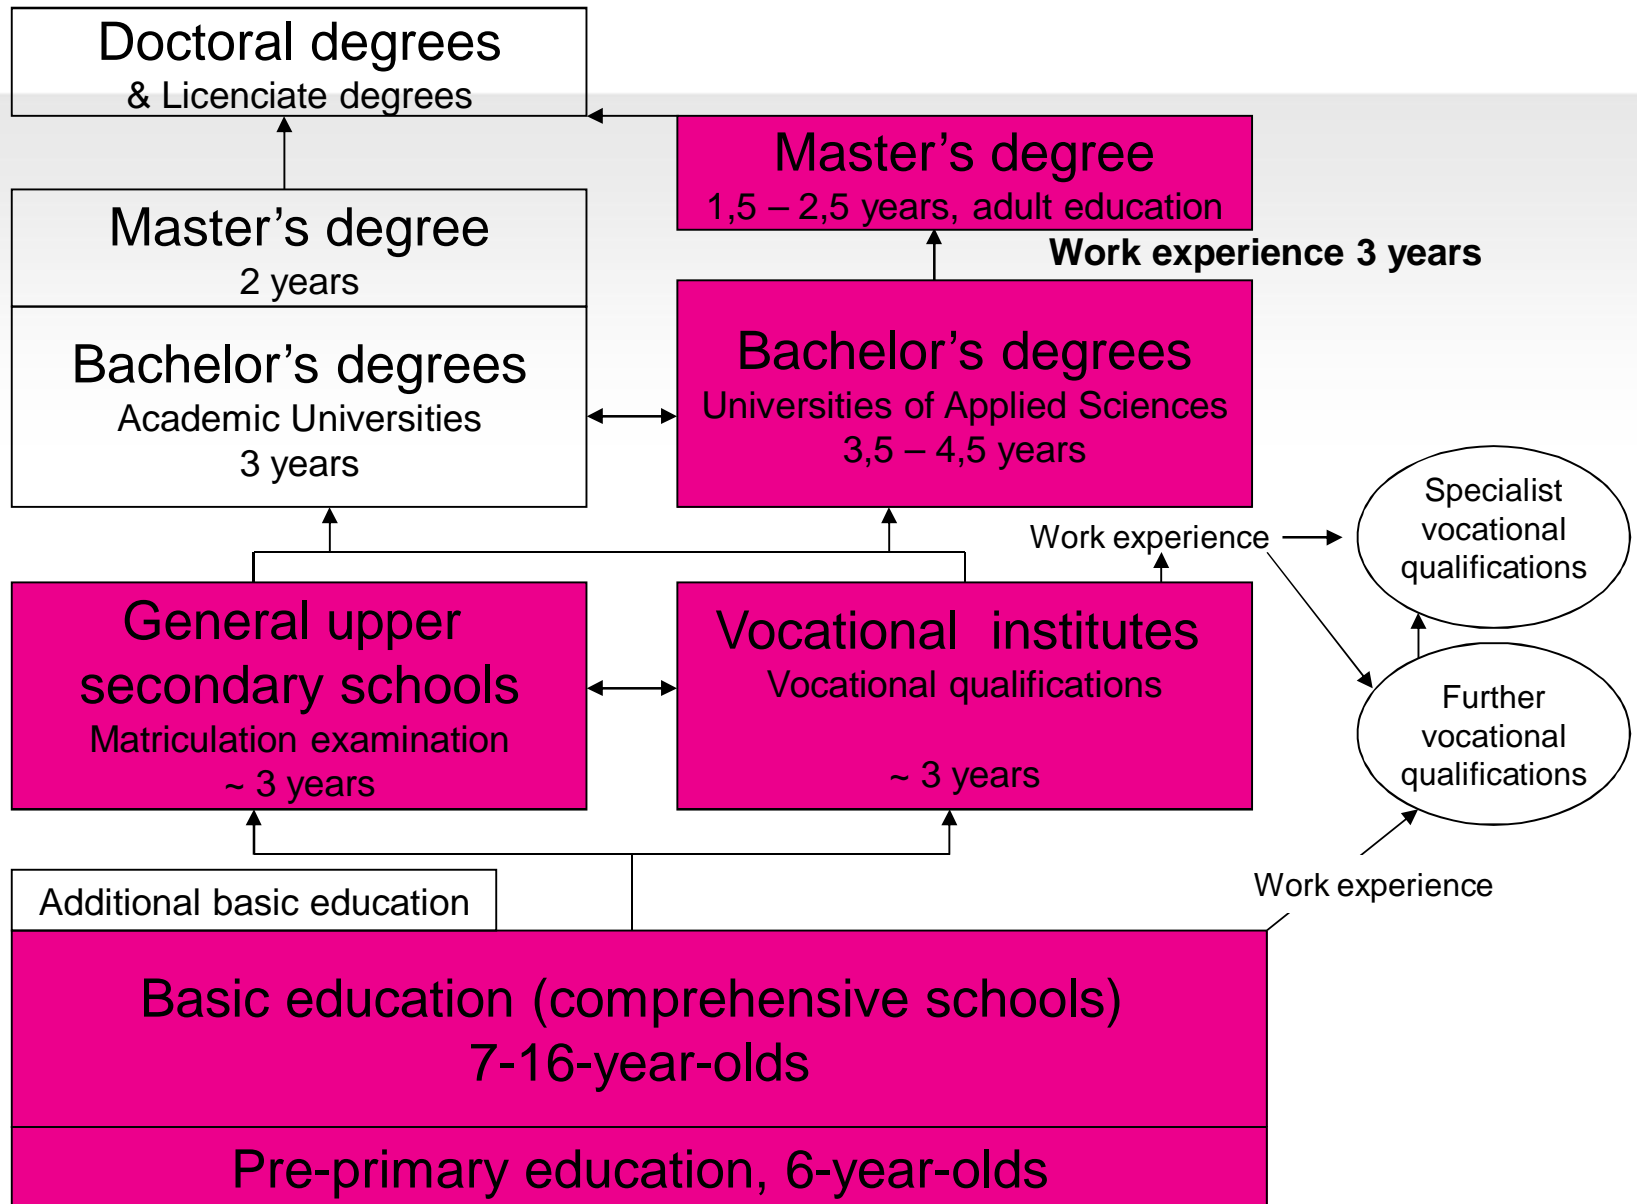 Doctoral degrees
& Licenciate degrees
Master’s degree
1,5 – 2,5 years, adult education
Master’s degree
2 years
Work experience 3 years
Bachelor’s degrees
Academic Universities
3 years
Bachelor’s degrees
Universities of Applied Sciences
3,5 – 4,5 years
Work experience
Specialist
vocational
qualifications
General upper
secondary schools
Matriculation examination
~ 3 years
Vocational institutes
Vocational qualifications
~ 3 years
Further
vocational
qualifications
Work experience
Additional basic education
Basic education (comprehensive schools)
7-16-year-olds
Pre-primary education, 6-year-olds